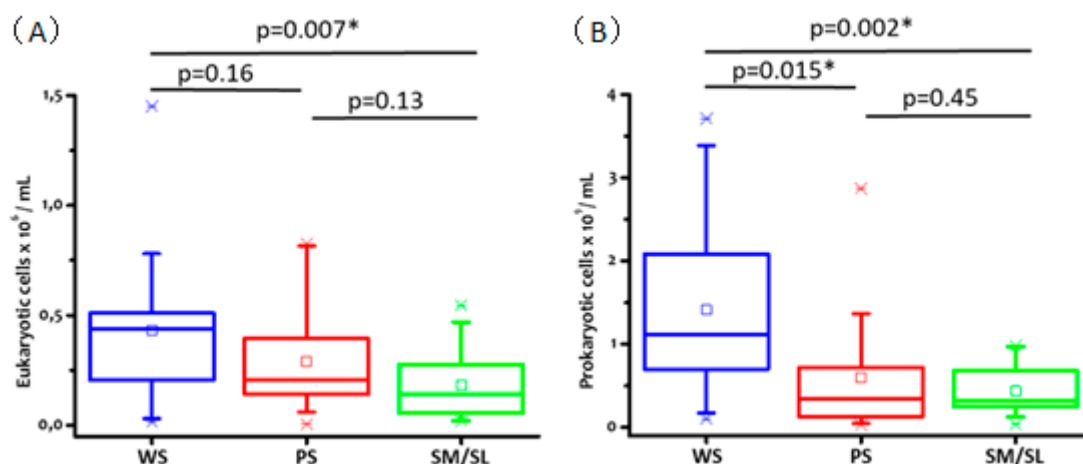 (A)
p=0.007*
p=0.16
p=0.13
Eukaryotic cells x 10⁶ / mL
1,5
1,0
0,5
0,0
WS PS SM/SL
(B)
p=0.002*
p=0.015*
p=0.45
Prokaryotic cells x 10⁹ / mL
4
3
2
1
0
WS PS SM/SL